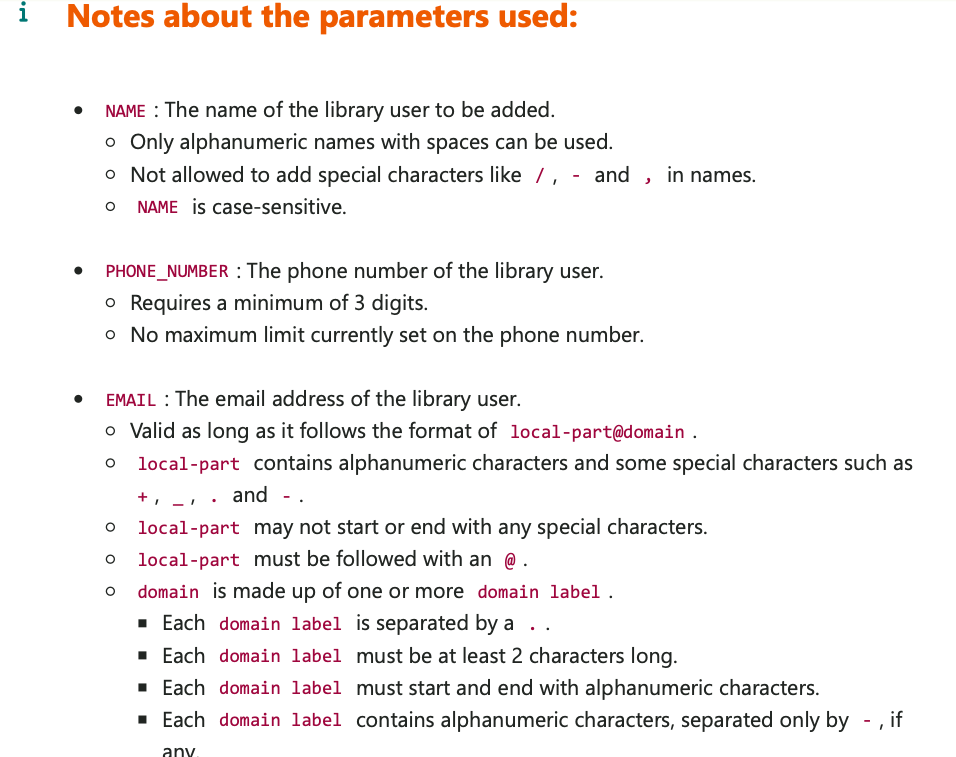 i Notes about the parameters used:
• NAME : The name of the library user to be added.
○ Only alphanumeric names with spaces can be used.
○ Not allowed to add special characters like / , - and , in names.
○ NAME is case-sensitive.
• PHONE_NUMBER : The phone number of the library user.
○ Requires a minimum of 3 digits.
○ No maximum limit currently set on the phone number.
• EMAIL : The email address of the library user.
○ Valid as long as it follows the format of local-part@domain .
○ local-part contains alphanumeric characters and some special characters such as
+ , _ , . and - .
○ local-part may not start or end with any special characters.
○ local-part must be followed with an @ .
○ domain is made up of one or more domain label .
▪ Each domain label is separated by a . .
▪ Each domain label must be at least 2 characters long.
▪ Each domain label must start and end with alphanumeric characters.
▪ Each domain label contains alphanumeric characters, separated only by - , if
any.